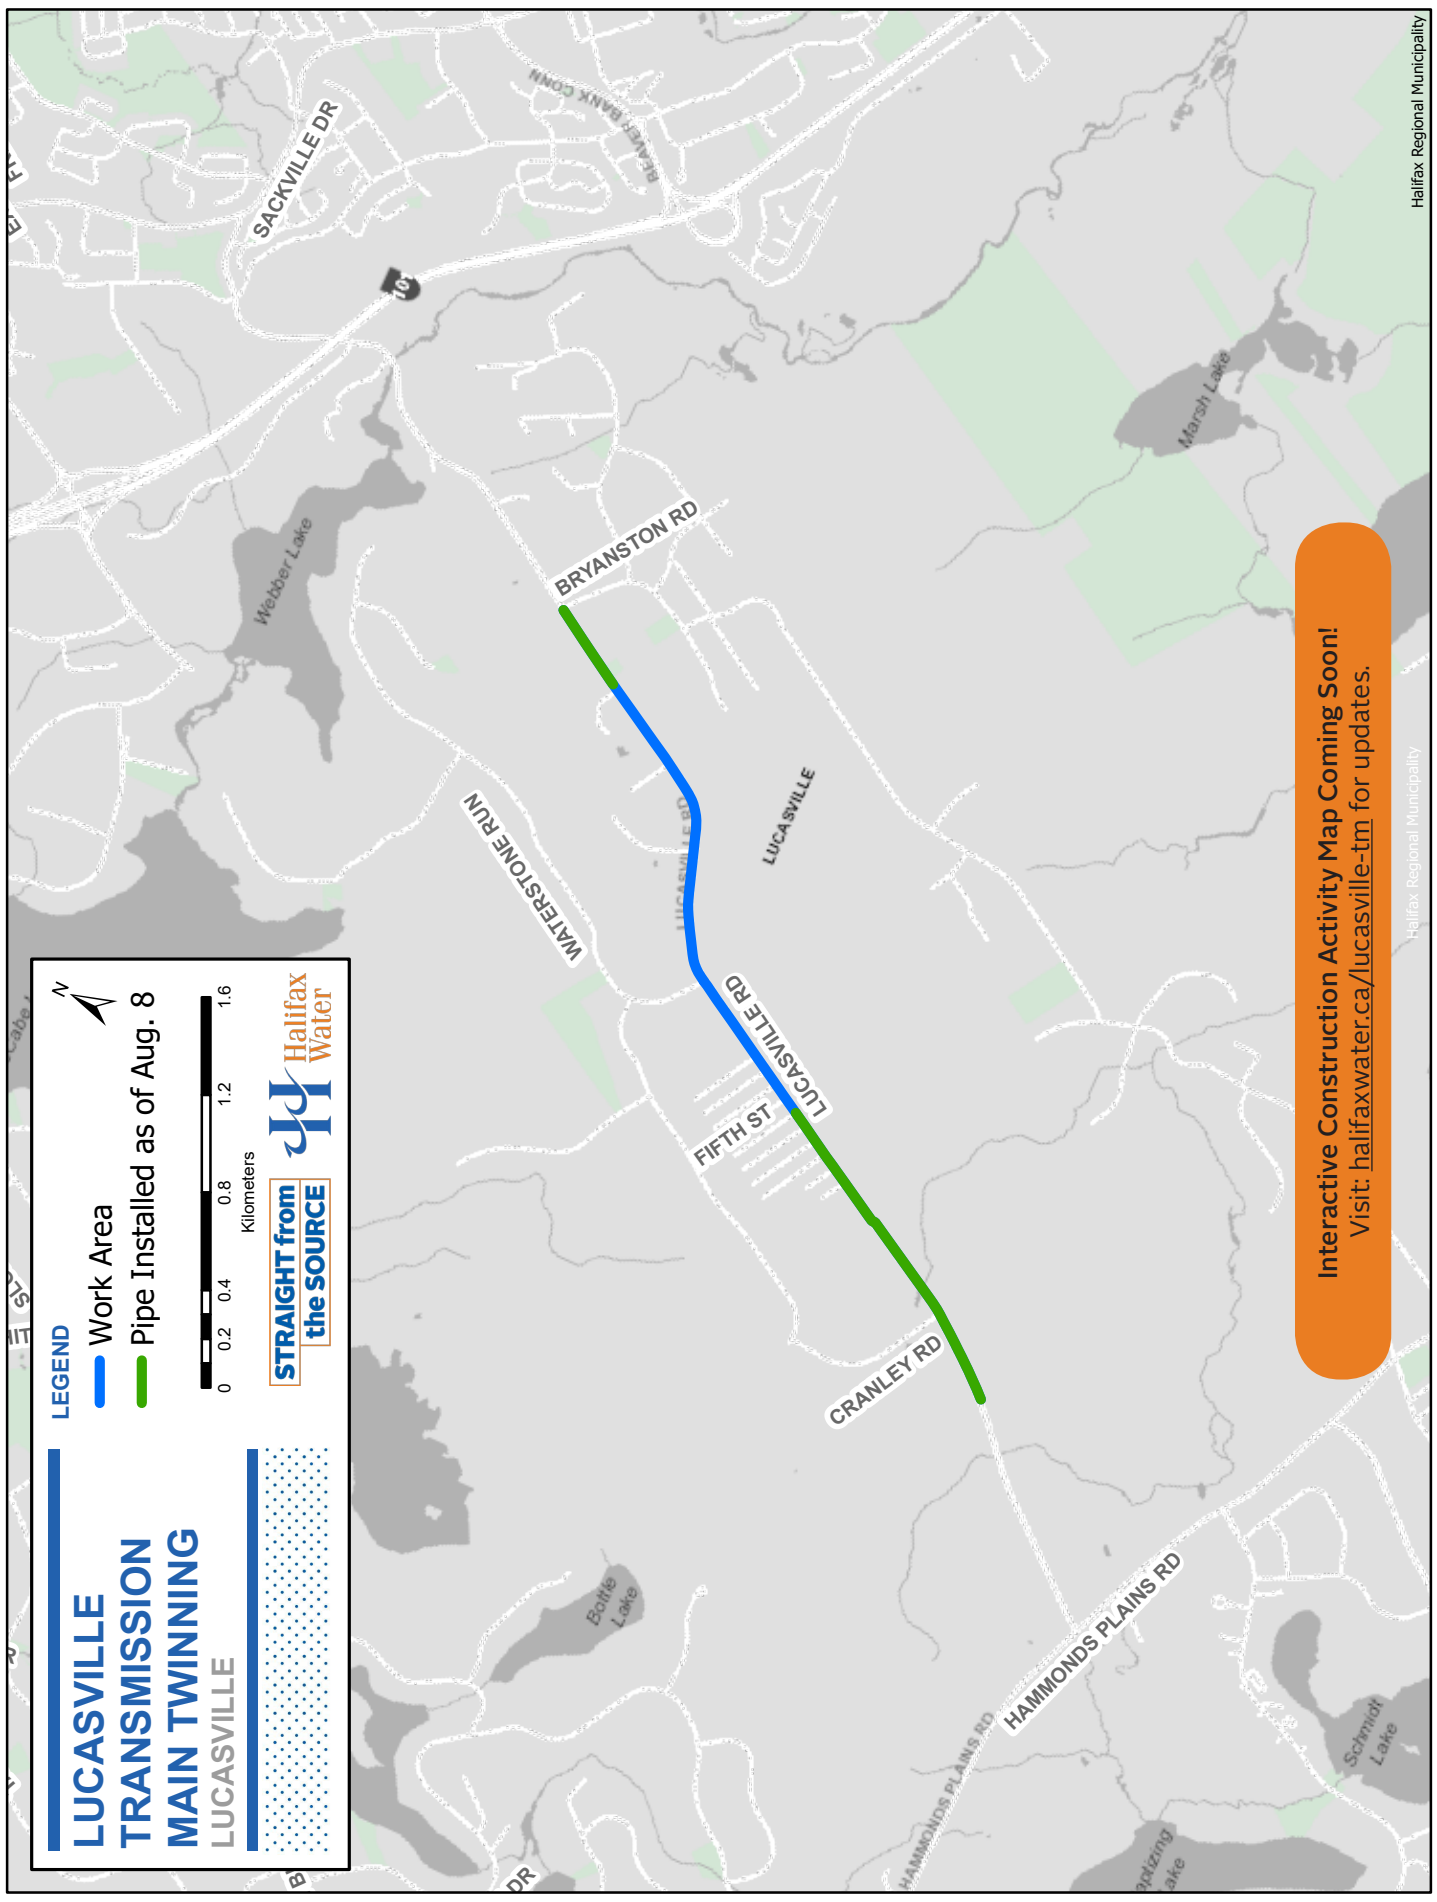 LUCASVILLE
TRANSMISSION
MAIN TWINNING
LUCASVILLE
LEGEND
Work Area
Pipe Installed as of Aug. 8
N
0 0.2 0.4 0.8 1.2 1.6
Kilometers
STRAIGHT from
the SOURCE
Halifax
Water
SACKVILLE DR
BEAVER BANK CONN
Webber Lake
BRYANSTON RD
WATERSTONE RUN
LUCASVILLE RD
LUCASVILLE
LUCASVILLE RD
FIFTH ST
CRANLEY RD
Marsh Lake
Bottle
Lake
HAMMONDS PLAINS RD
HAMMONDS PLAINS RD
Schmidt
Lake
Lake
DR
Interactive Construction Activity Map Coming Soon!
Visit: halifaxwater.ca/lucasville-tm for updates.
Halifax Regional Municipality
Halifax Regional Municipality